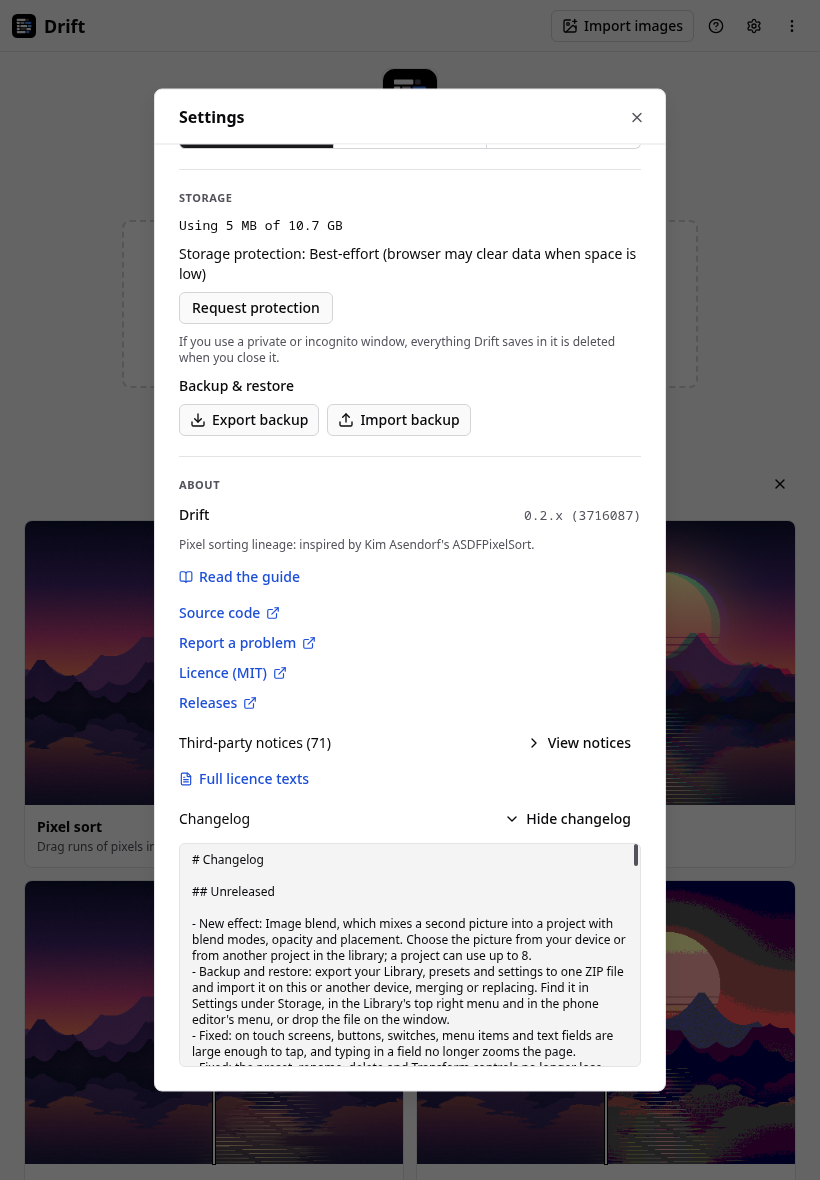 Drift
Import images
Settings
STORAGE
Using 5 MB of 10.7 GB
Storage protection: Best-effort (browser may clear data when space is
low)
Request protection
If you use a private or incognito window, everything Drift saves in it is deleted
when you close it.
Backup & restore
Export backup
Import backup
ABOUT
Drift
0.2.x (3716087)
Pixel sorting lineage: inspired by Kim Asendorf's ASDFPixelSort.
Read the guide
Source code
Report a problem
Licence (MIT)
Releases
Third-party notices (71)
View notices
Full licence texts
Changelog
Hide changelog
# Changelog
## Unreleased
- New effect: Image blend, which mixes a second picture into a project with
blend modes, opacity and placement. Choose the picture from your device or
from another project in the library; a project can use up to 8.
- Backup and restore: export your Library, presets and settings to one ZIP file
and import it on this or another device, merging or replacing. Find it in
Settings under Storage, in the Library's top right menu and in the phone
editor's menu, or drop the file on the window.
- Fixed: on touch screens, buttons, switches, menu items and text fields are
large enough to tap, and typing in a field no longer zooms the page.
Pixel sort
Drag runs of pixels in